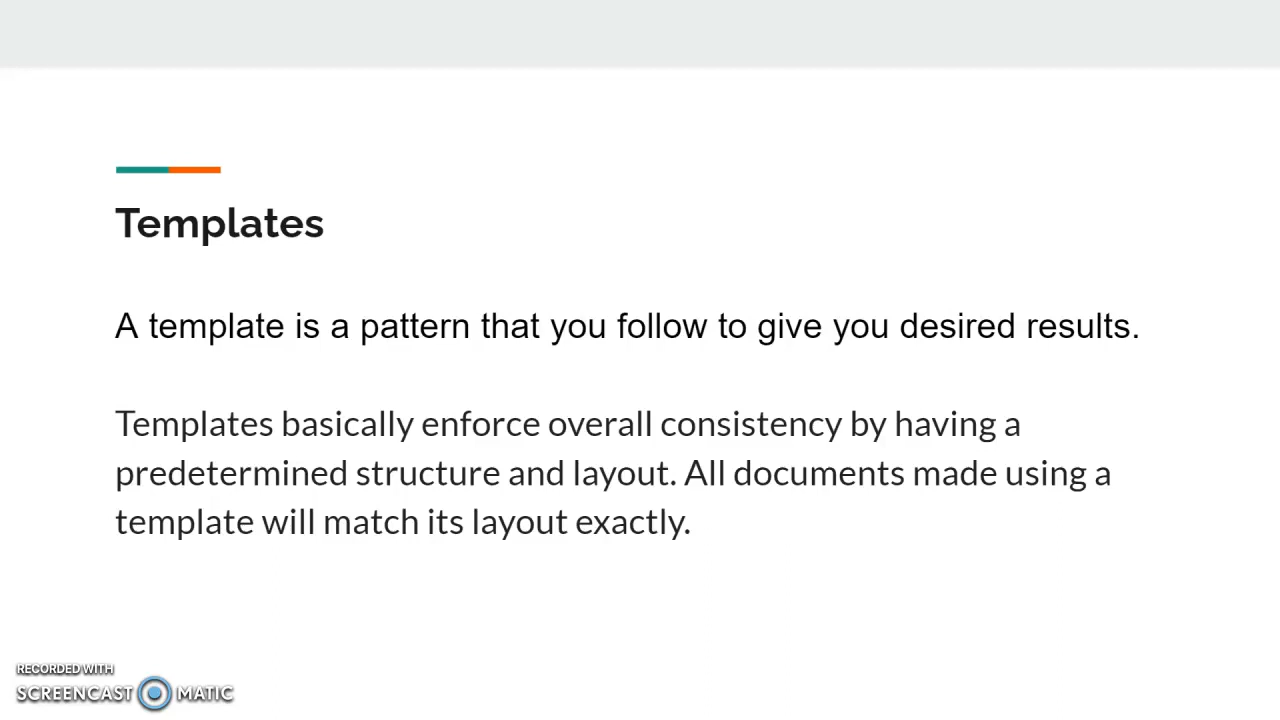 Templates
A template is a pattern that you follow to give you desired results.
Templates basically enforce overall consistency by having a
predetermined structure and layout. All documents made using a
template will match its layout exactly.
RECORDED WITH
SCREENCAST MATIC